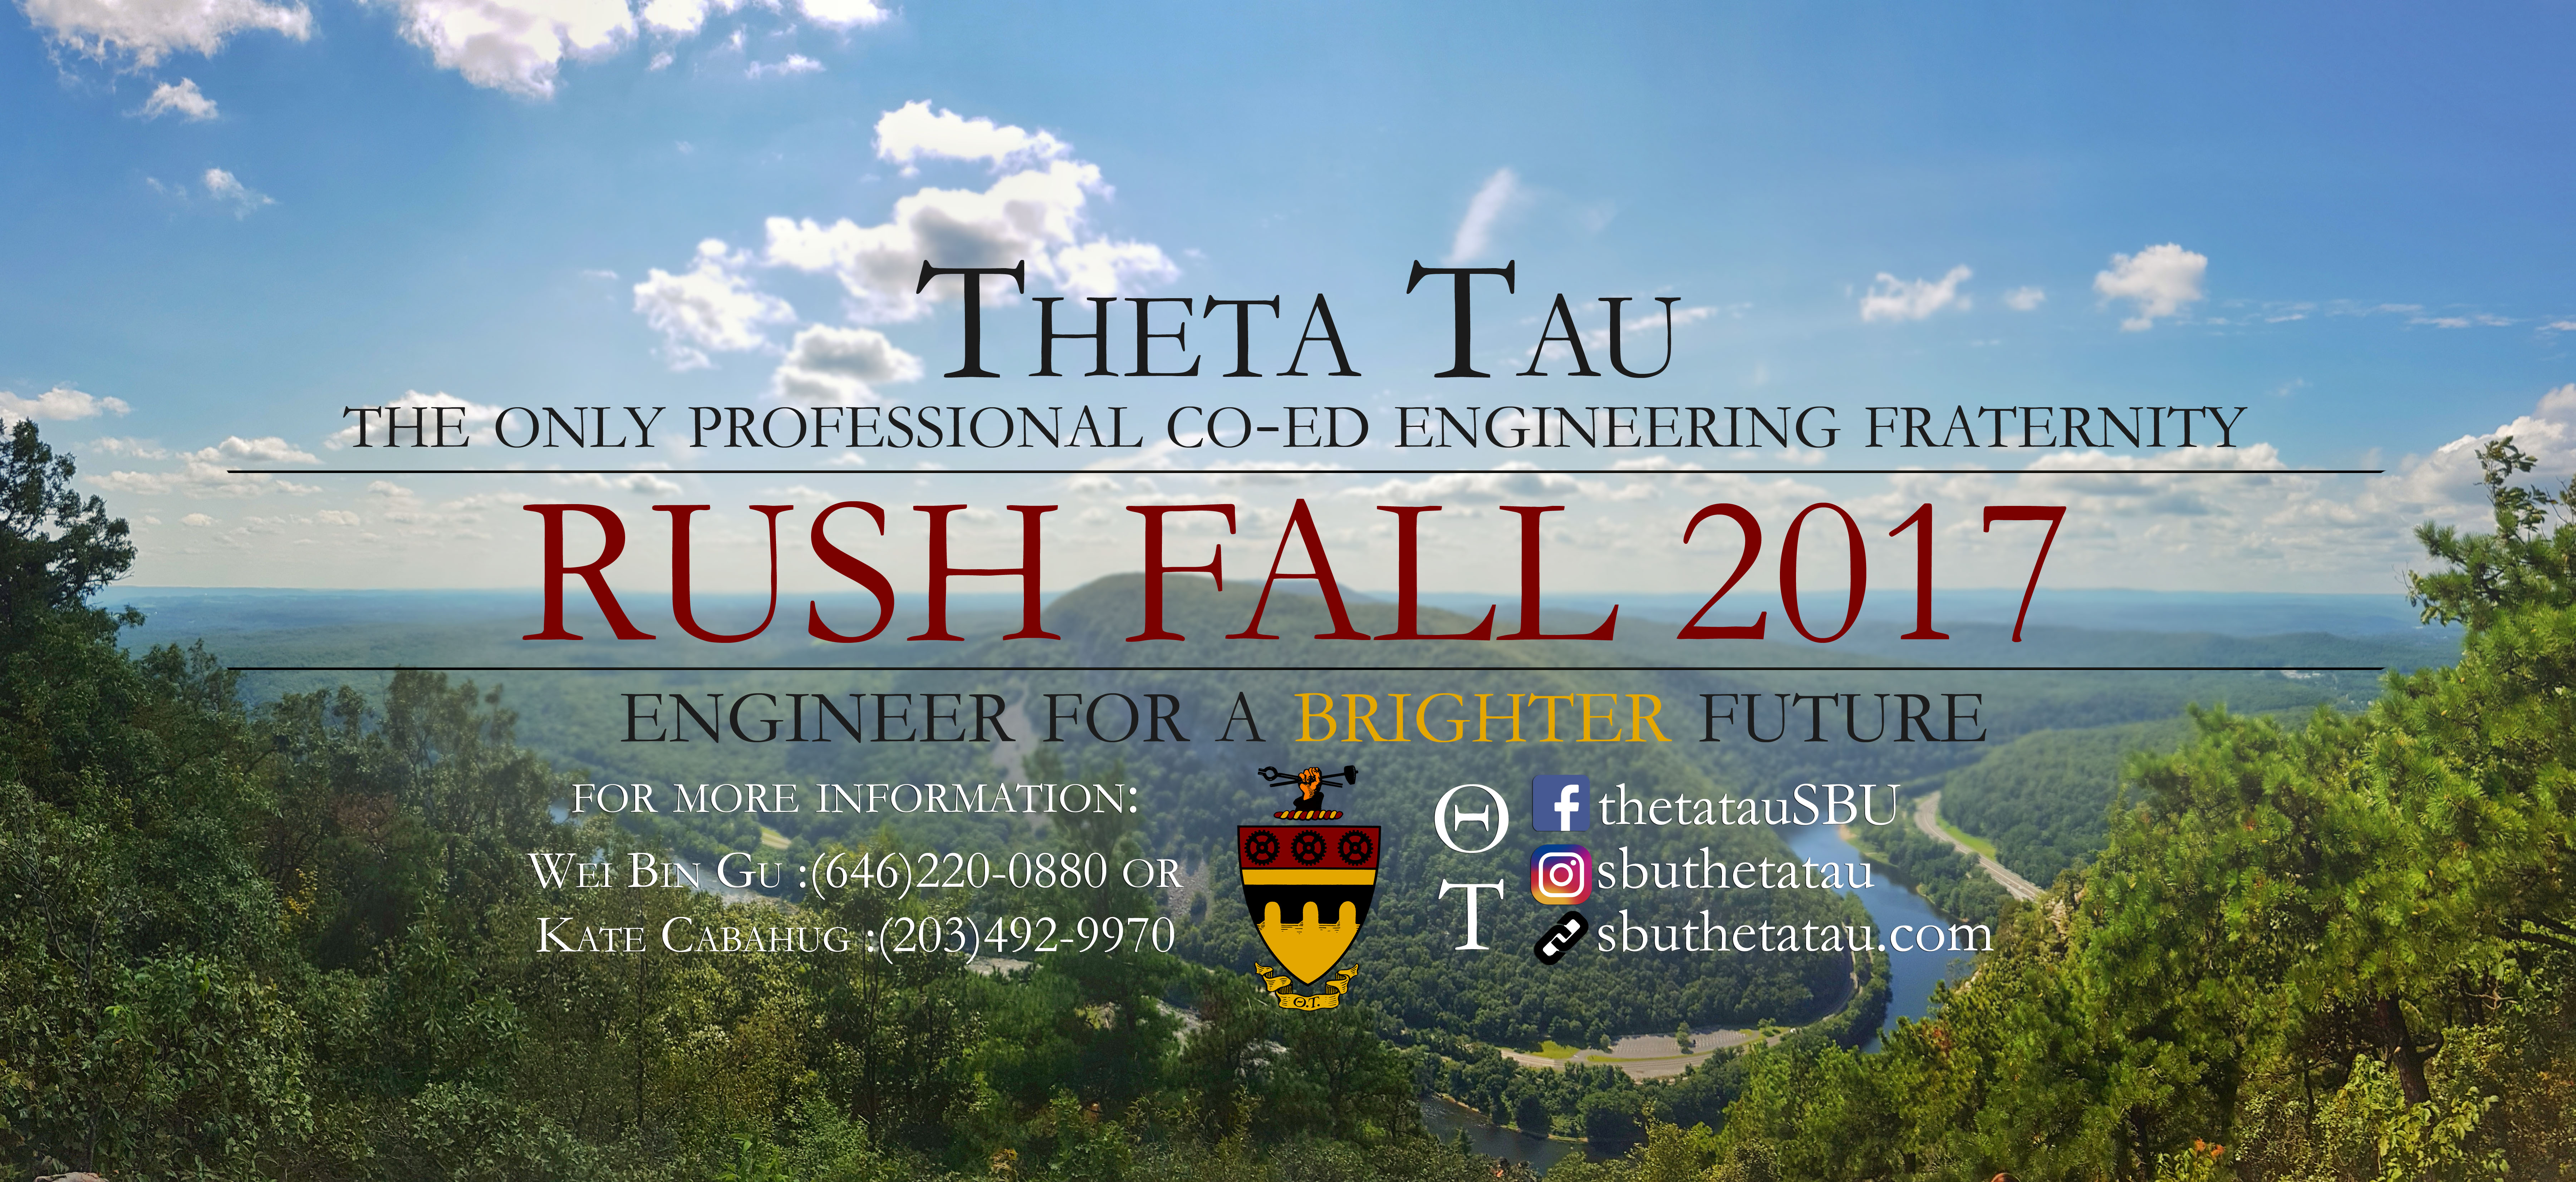 THETA TAU
THE ONLY PROFESSIONAL CO-ED ENGINEERING FRATERNITY
RUSH FALL 2017
ENGINEER FOR A BRIGHTER FUTURE
FOR MORE INFORMATION:
WEI BIN GU :(646)220-0880 OR
KATE CABAHUG :(203)492-9970
Θ.Τ.
Θ
Τ
thetatauSBU
sbuthetatau
sbuthetatau.com